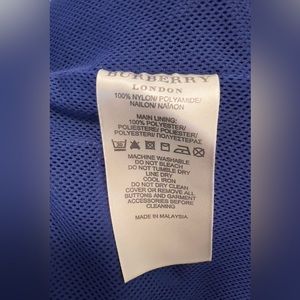 BURBERRY
LONDON
100% NYLON/ POLYAMIDE/
NAILON/ ΝΑΪΛΟΝ
MAIN LINING:
100% POLYESTER/
POLIESTERE/ POLIÉSTER/
POLYESTER/ ΠΟΛΥΕΣΤΕΡΑΣ
MACHINE WASHABLE
DO NOT BLEACH
DO NOT TUMBLE DRY
LINE DRY
COOL IRON
DO NOT DRY CLEAN
COVER OR REMOVE ALL
BUTTONS AND GARMENT
ACCESSORIES BEFORE
CLEANING
MADE IN MALAYSIA.